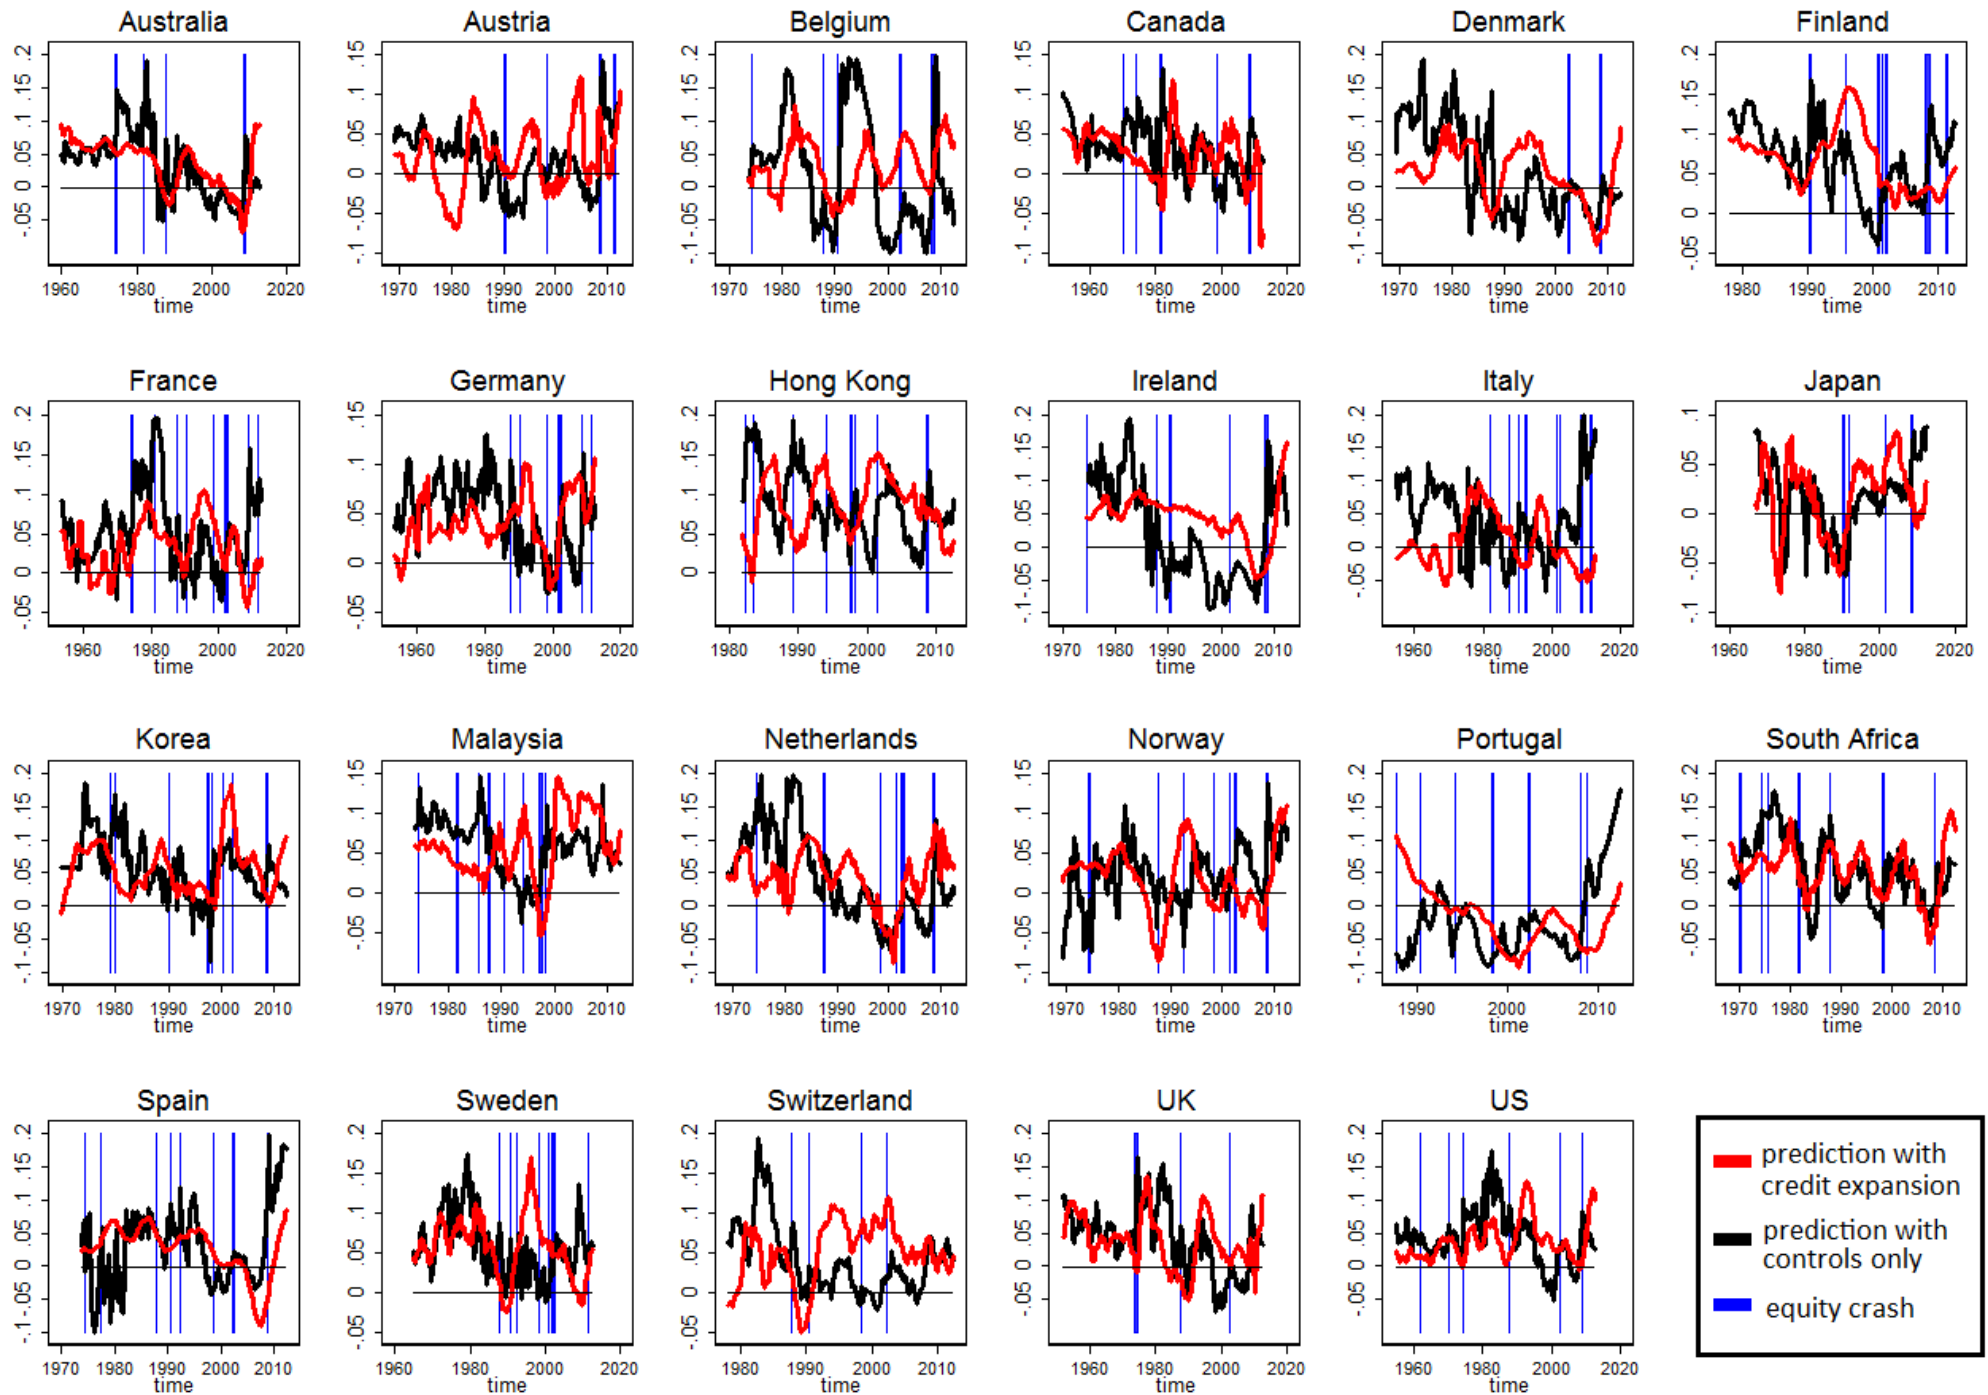 Australia
Austria
Belgium
Canada
Denmark
Finland
-.05 0 .05 .1 .15 .2
1960 1980 2000 2020
time
-.1 -.05 0 .05 .1 .15
1970 1980 1990 2000 2010
time
-.1 -.05 0 .05 .1 .15 .2
1970 1980 1990 2000 2010
time
-.1 -.05 0 .05 .1 .15
1960 1980 2000 2020
time
-.1 -.05 0 .05 .1 .15 .2
1970 1980 1990 2000 2010
time
-.05 0 .05 .1 .15 .2
1980 1990 2000 2010
time
France
Germany
Hong Kong
Ireland
Italy
Japan
-.05 0 .05 .1 .15 .2
1960 1980 2000 2020
time
-.05 0 .05 .1 .15
1960 1980 2000 2020
time
0 .05 .1 .15 .2
1980 1990 2000 2010
time
-.1 -.05 0 .05 .1 .15 .2
1970 1980 1990 2000 2010
time
-.05 0 .05 .1 .15 .2
1960 1980 2000 2020
time
-.1 -.05 0 .05 .1
1960 1980 2000 2020
time
Korea
Malaysia
Netherlands
Norway
Portugal
South Africa
-.1 -.05 0 .05 .1 .15 .2
1970 1980 1990 2000 2010
time
-.1 -.05 0 .05 .1 .15
1970 1980 1990 2000 2010
time
-.1 -.05 0 .05 .1 .15 .2
1970 1980 1990 2000 2010
time
-.1 -.05 0 .05 .1 .15
1970 1980 1990 2000 2010
time
-.1 -.05 0 .05 .1 .15 .2
1990 2000 2010
time
-.1 -.05 0 .05 .1 .15 .2
1970 1980 1990 2000 2010
time
Spain
Sweden
Switzerland
UK
US
-.1 -.05 0 .05 .1 .15 .2
1970 1980 1990 2000 2010
time
-.05 0 .05 .1 .15 .2
1960 1980 2000 2020
time
-.05 0 .05 .1 .15 .2
1980 1990 2000 2010
time
-.05 0 .05 .1 .15 .2
1960 1980 2000 2020
time
-.05 0 .05 .1 .15 .2
1960 1980 2000 2020
time
prediction with
credit expansion
prediction with
controls only
equity crash